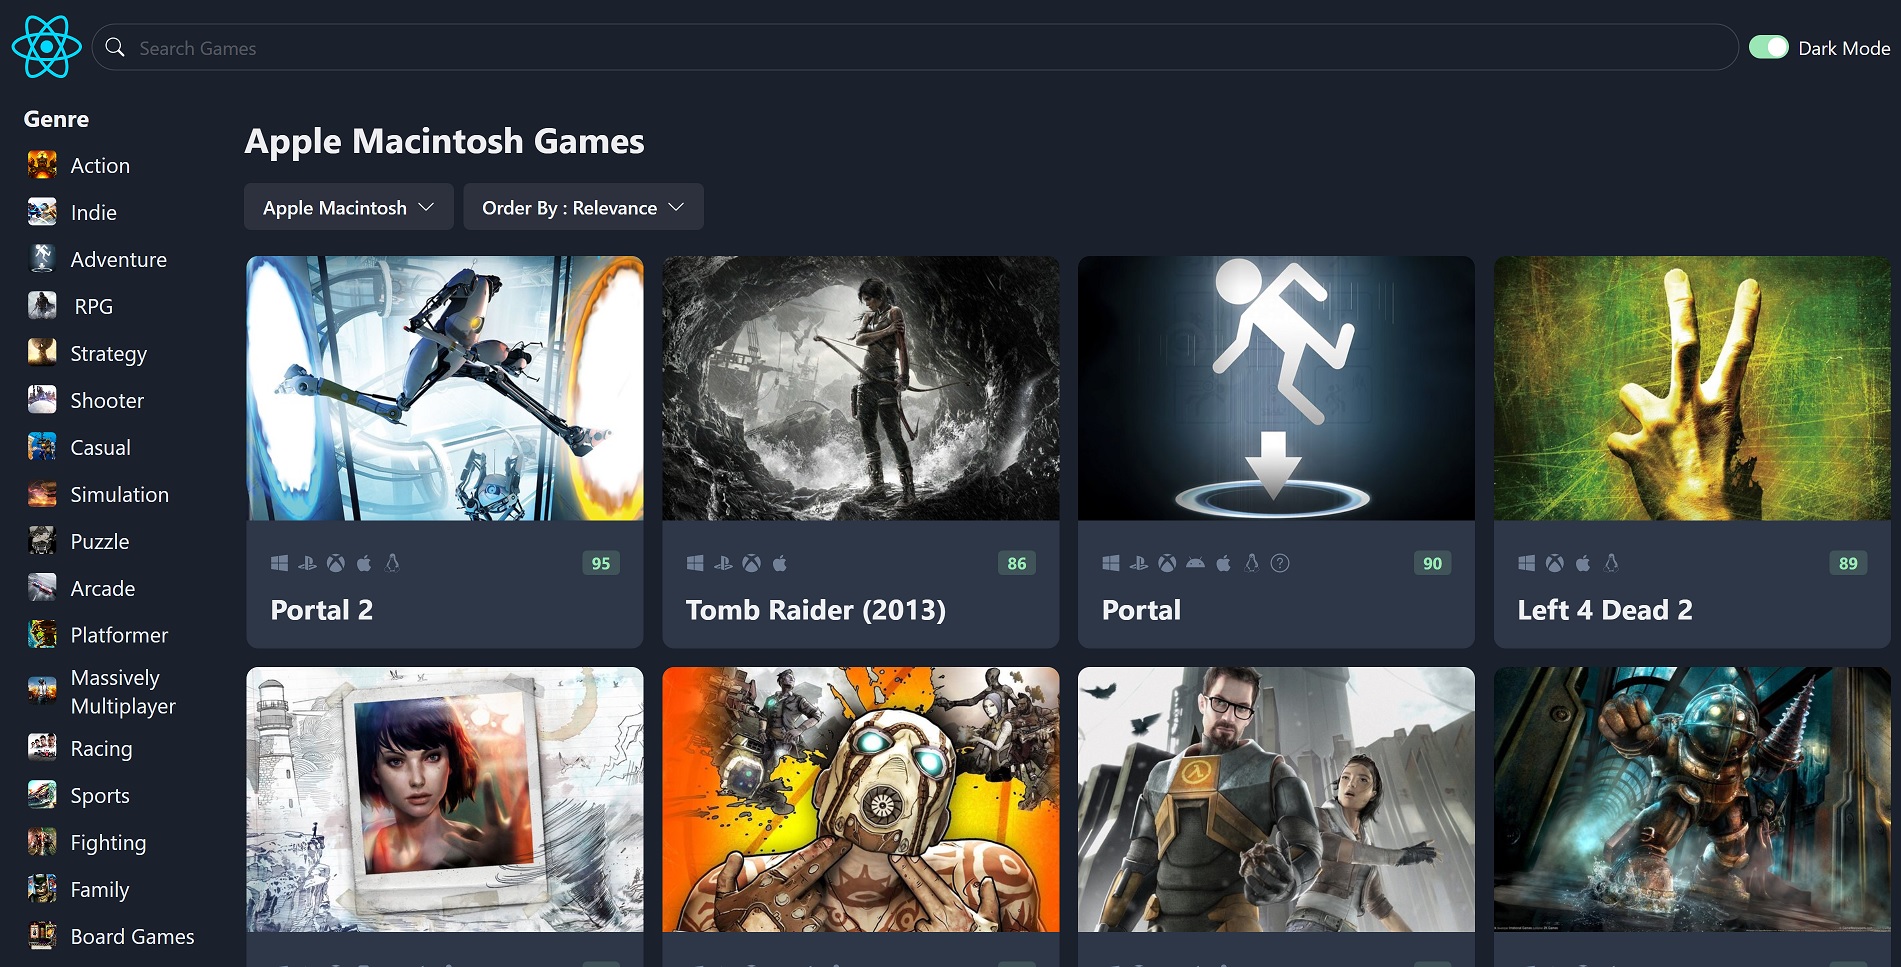 Search Games
Dark Mode
Genre
Action
Indie
Adventure
RPG
Strategy
Shooter
Casual
Simulation
Puzzle
Arcade
Platformer
Massively
Multiplayer
Racing
Sports
Fighting
Family
Board Games
Apple Macintosh Games
Apple Macintosh
Order By : Relevance
95
Portal 2
86
Tomb Raider (2013)
?
90
Portal
89
Left 4 Dead 2